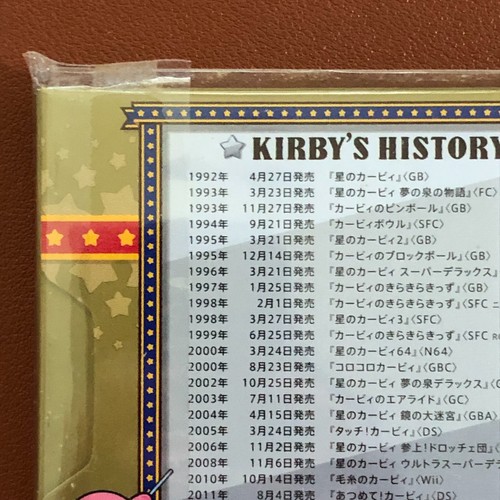 KIRBY'S HISTORY
1992年 4月27日発売 『星のカービィ』〈GB〉
1993年 3月23日発売 『星のカービィ 夢の泉の物語』〈FC〉
1993年 11月27日発売 『カービィのピンボール』〈GB〉
1994年 9月21日発売 『カービィボウル』〈SFC〉
1995年 3月21日発売 『星のカービィ2』〈GB〉
1995年 12月14日発売 『カービィのブロックボール』〈GB〉
1996年 3月21日発売 『星のカービィ スーパーデラックス』
1997年 1月25日発売 『カービィのきらきらきっず』〈GB〉
1998年 2月1日発売 『カービィのきらきらきっず』〈SFC ニ
1998年 3月27日発売 『星のカービィ3』〈SFC〉
1999年 6月25日発売 『カービィのきらきらきっず』〈SFC
2000年 3月24日発売 『星のカービィ64』〈N64〉
2000年 8月23日発売 『コロコロカービィ』〈GBC〉
2002年 10月25日発売 『星のカービィ 夢の泉デラックス』〈G
2003年 7月11日発売 『カービィのエアライド』〈GC〉
2004年 4月15日発売 『星のカービィ 鏡の大迷宮』〈GBA〉
2005年 3月24日発売 『タッチ!カービィ』〈DS〉
2006年 11月2日発売 『星のカービィ 参上!ドロッチェ団』〈
2008年 11月6日発売 『星のカービィ ウルトラスーパーデラ
2010年 10月14日発売 『毛糸のカービィ』〈Wii〉
2011年 8月4日発売 『あつめて!カービィ』〈DS〉